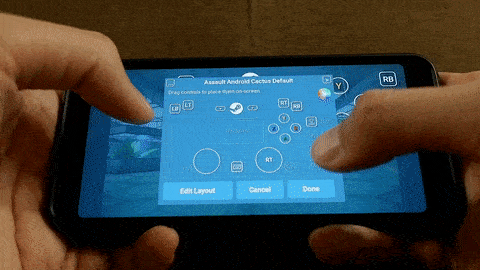 Assault Android Cactus Default
Drag controls to place them on screen.
LB LT RT RB
Y
RT
Edit Layout Cancel Done
Y
RB